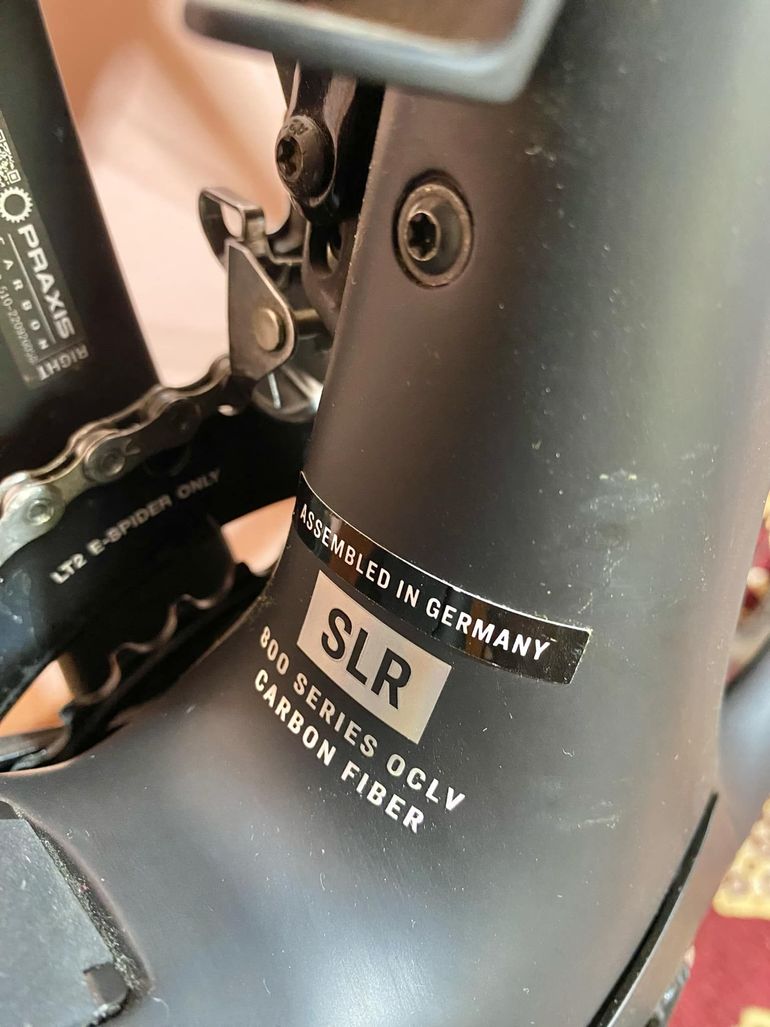 PRAXIS
CARBON
RIGHT
LT2 E-SPIDER ONLY
ASSEMBLED IN GERMANY
SLR
800 SERIES OCLV
CARBON FIBER